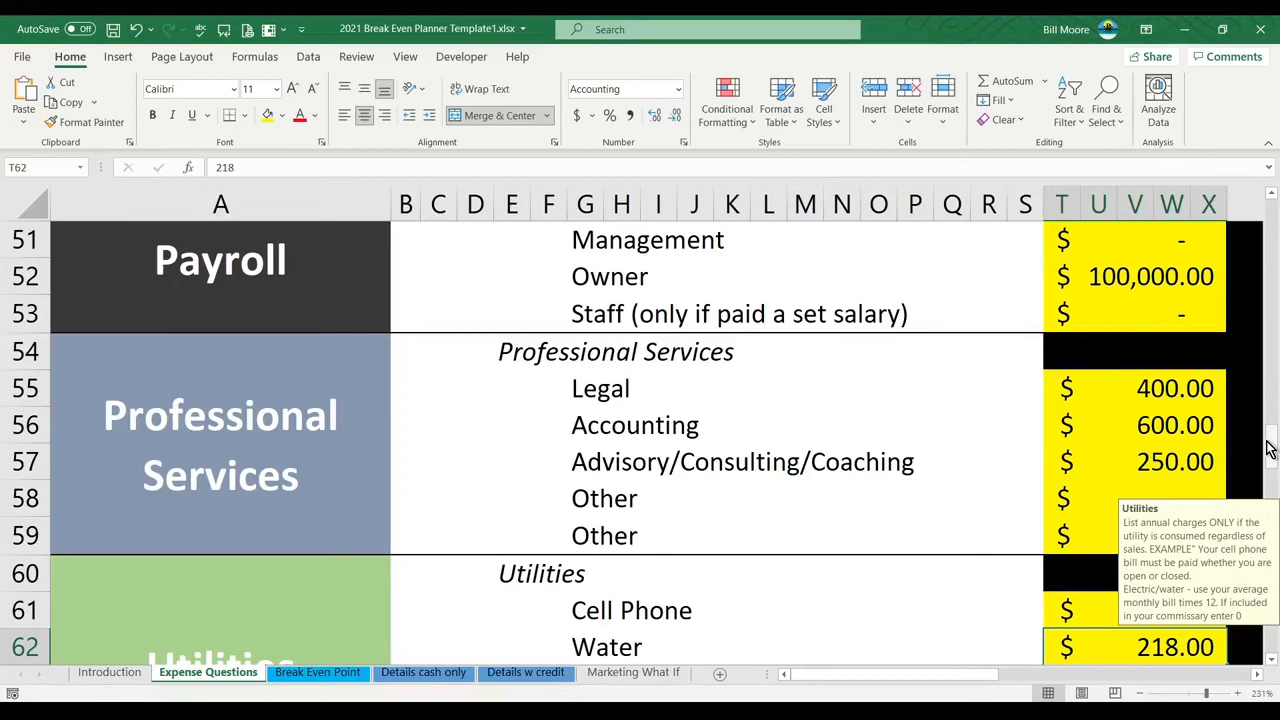 AutoSave Off 2021 Break Even Planner Template1.xlsx Search Bill Moore
File Home Insert Page Layout Formulas Data Review View Developer Help Share Comments
Cut
Copy
Format Painter
Paste
Clipboard
Calibri 11
B I U A
Font
Wrap Text
Merge & Center
Alignment
Accounting
$ % ,
Number
Conditional Formatting
Format as Table
Cell Styles
Styles
Insert Delete Format
Cells
AutoSum
Fill
Clear
Sort & Filter
Find & Select
Editing
Analyze Data
Analysis
T62 fx 218
A B C D E F G H I J K L M N O P Q R S T U V W X
Payroll
51 Management $ -
52 Owner $ 100,000.00
53 Staff (only if paid a set salary) $ -
Professional
Services
54 Professional Services
55 Legal $ 400.00
56 Accounting $ 600.00
57 Advisory/Consulting/Coaching $ 250.00
58 Other $
59 Other $
60 Utilities
61 Cell Phone $
62 Water $ 218.00
Utilities
Utilities
List annual charges ONLY if the
utility is consumed regardless of
sales. EXAMPLE" Your cell phone
bill must be paid whether you are
open or closed.
Electric/water - use your average
monthly bill times 12. If included
in your commissary enter 0
Introduction Expense Questions Break Even Point Details cash only Details w credit Marketing What If
231%